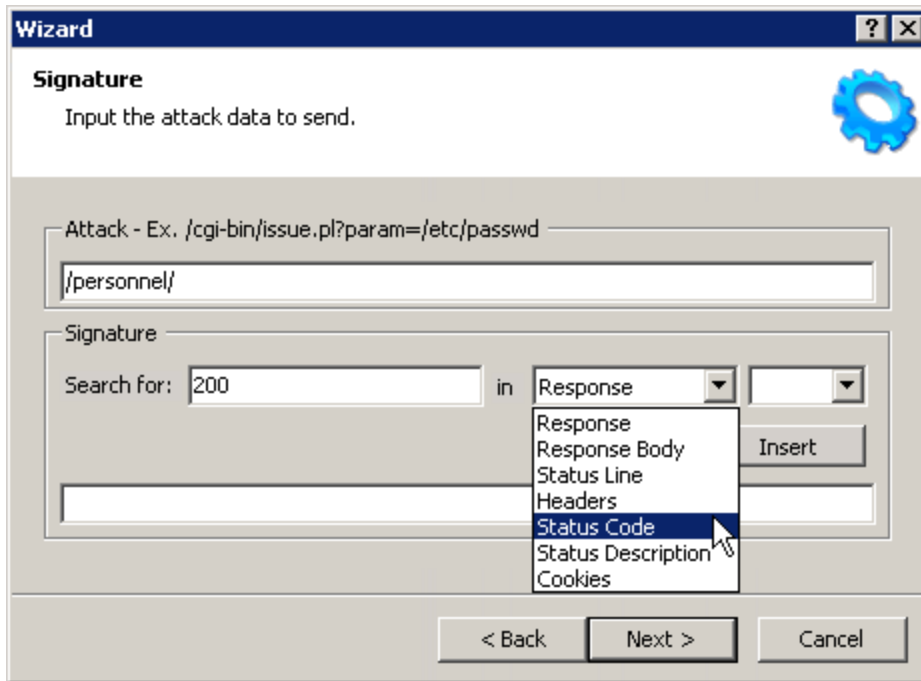 Wizard
Signature
Input the attack data to send.
Attack - Ex. /cgi-bin/issue.pl?param=/etc/passwd
/personnel/
Signature
Search for: 200 in Response
Response
Response Body
Insert
Status Line
Headers
Status Code
Status Description
Cookies
< Back Next > Cancel